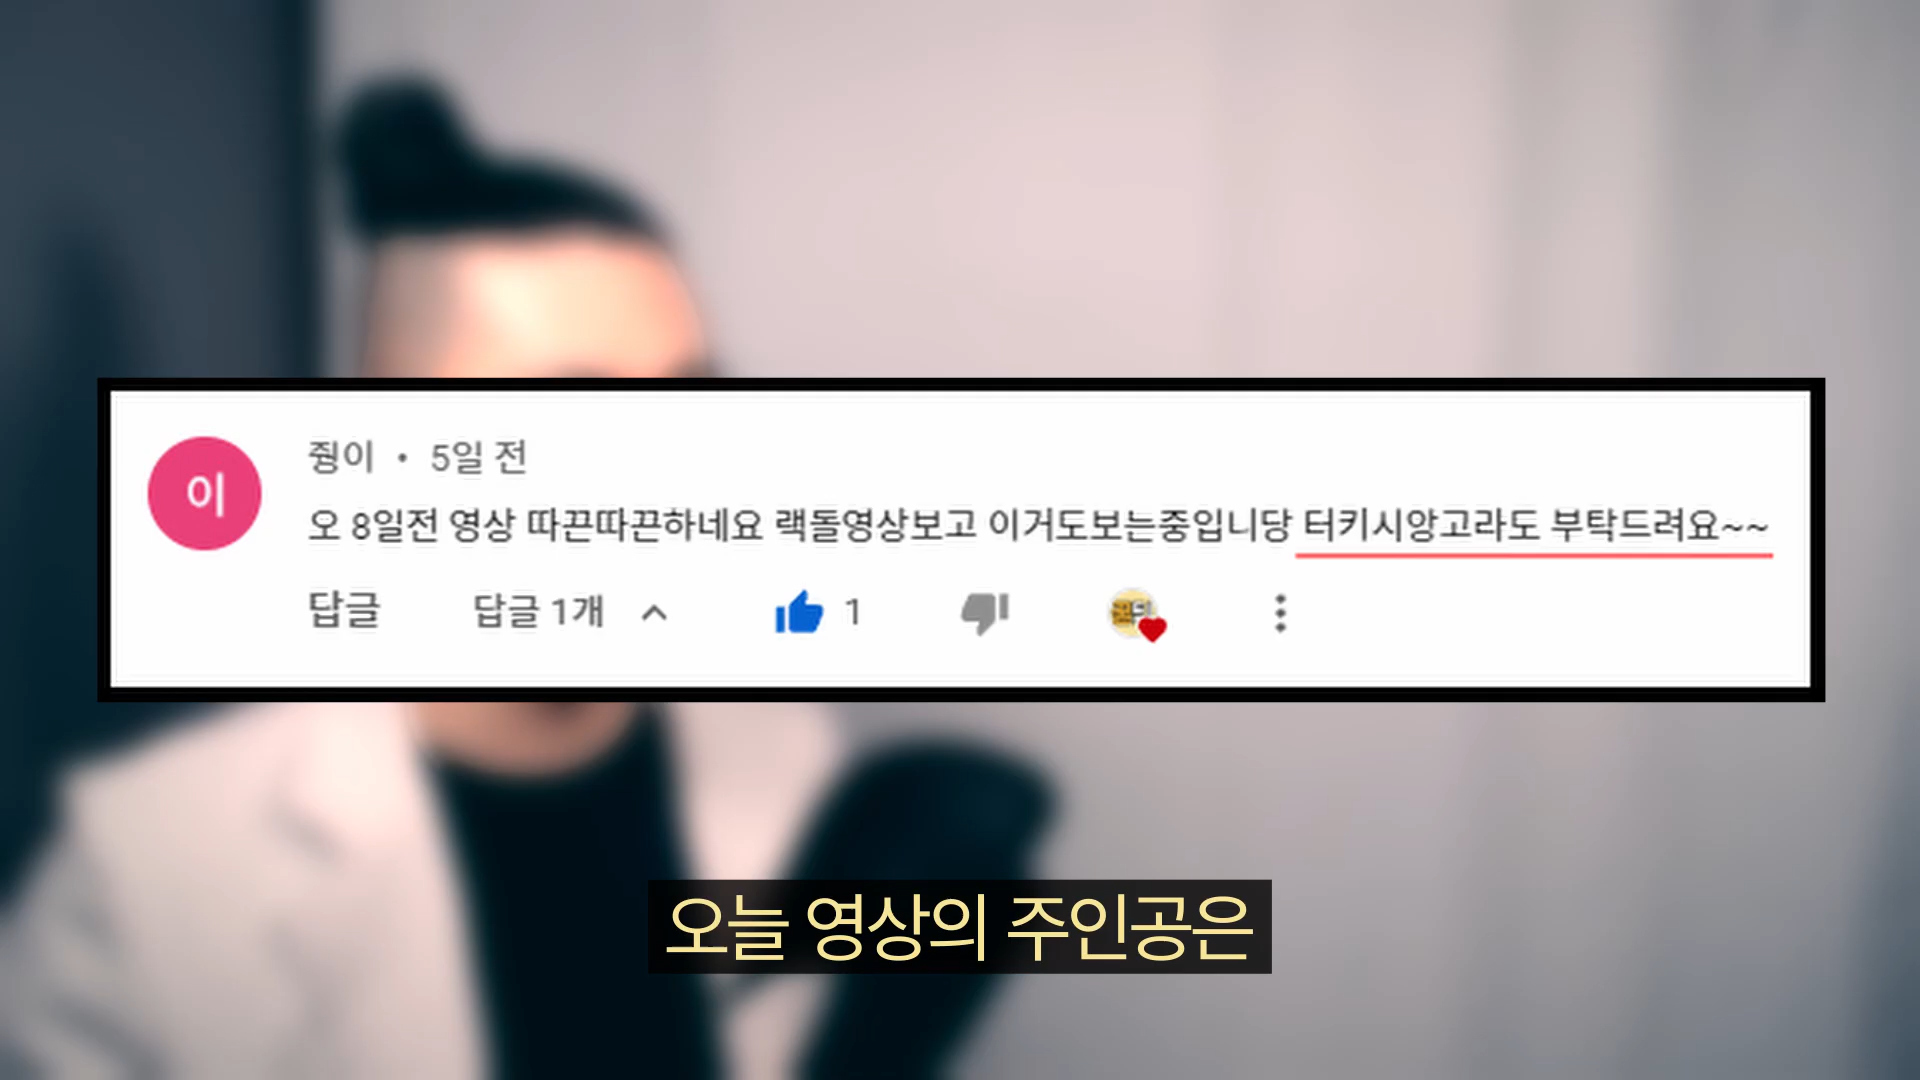 이
쥉이 • 5일 전
오 8일전 영상 따끈따끈하네요 랙돌영상보고 이거도보는중입니당 터키시앙고라도 부탁드려요~~
답글 답글 1개 1
오늘 영상의 주인공은